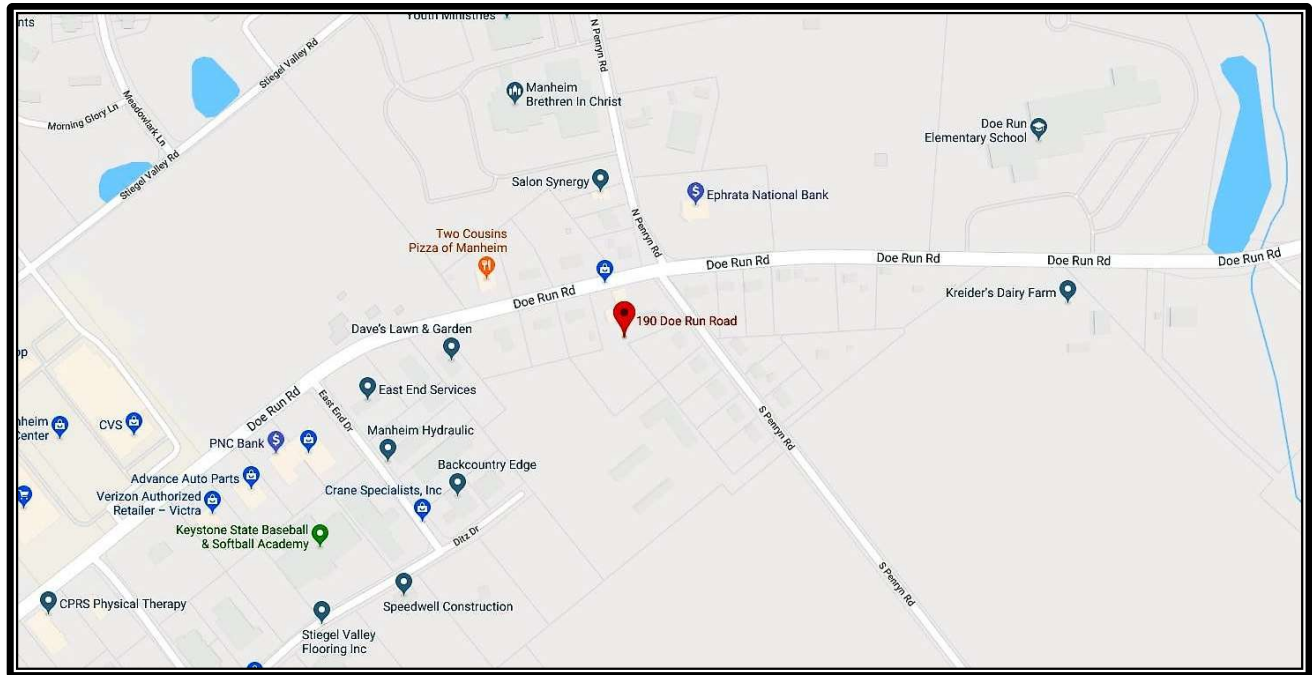 nts
Youth Ministries
N Penryn Rd
Stiegel Valley Rd
Meadowlark Ln
Morning Glory Ln
Manheim
Brethren In Christ
Doe Run
Elementary School
Stiegel Valley Rd
Salon Synergy
Ephrata National Bank
N Penryn Rd
Two Cousins
Pizza of Manheim
Doe Run Rd
Doe Run Rd
Doe Run Rd
Doe Run Rd
Doe Run Rd
Kreider's Dairy Farm
190 Doe Run Road
Dave's Lawn & Garden
op
East End Services
Doe Run Rd
East End Dr
nheim
Center
CVS
Manheim Hydraulic
S Penryn Rd
PNC Bank
Backcountry Edge
Advance Auto Parts
Crane Specialists, Inc
Verizon Authorized
Retailer – Victra
Keystone State Baseball
& Softball Academy
Ditz Dr
S Penryn Rd
CPRS Physical Therapy
Speedwell Construction
Stiegel Valley
Flooring Inc